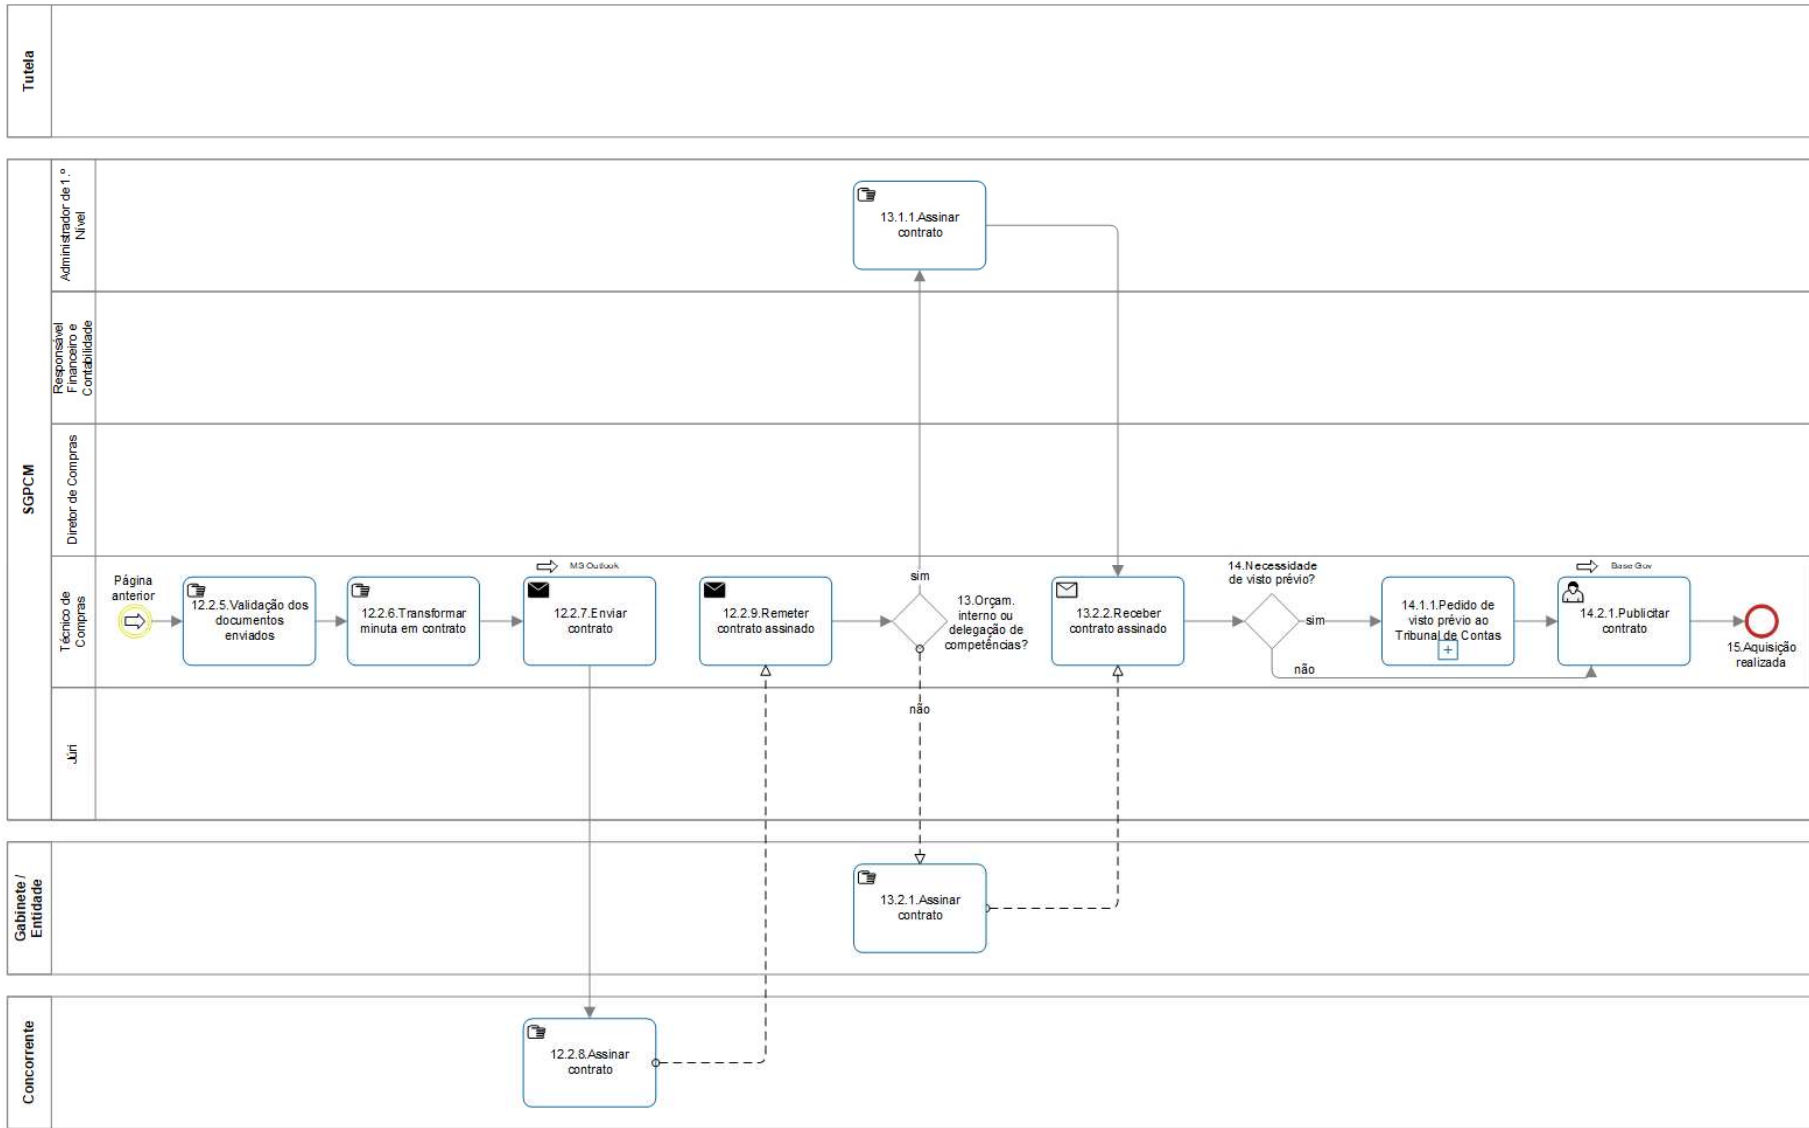 Tutela
SGPCM
Administrador de 1.º
Nível
13.1.1.Assinar
contrato
Responsável
Financeiro e
Contabilidade
Diretor de Compras
Técnico de
Compras
Página
anterior
12.2.5.Validação dos
documentos
enviados
12.2.6.Transformar
minuta em contrato
MS Outlook
12.2.7.Enviar
contrato
12.2.9.Remeter
contrato assinado
sim
13.Orçam.
interno ou
delegação de
competências?
não
13.2.2.Receber
contrato assinado
14.Necessidade
de visto prévio?
sim
não
14.1.1.Pedido de
visto prévio ao
Tribunal de Contas
Base Gov
14.2.1.Publicitar
contrato
15.Aquisição
realizada
Júri
Gabinete /
Entidade
13.2.1.Assinar
contrato
Concorrente
12.2.8.Assinar
contrato